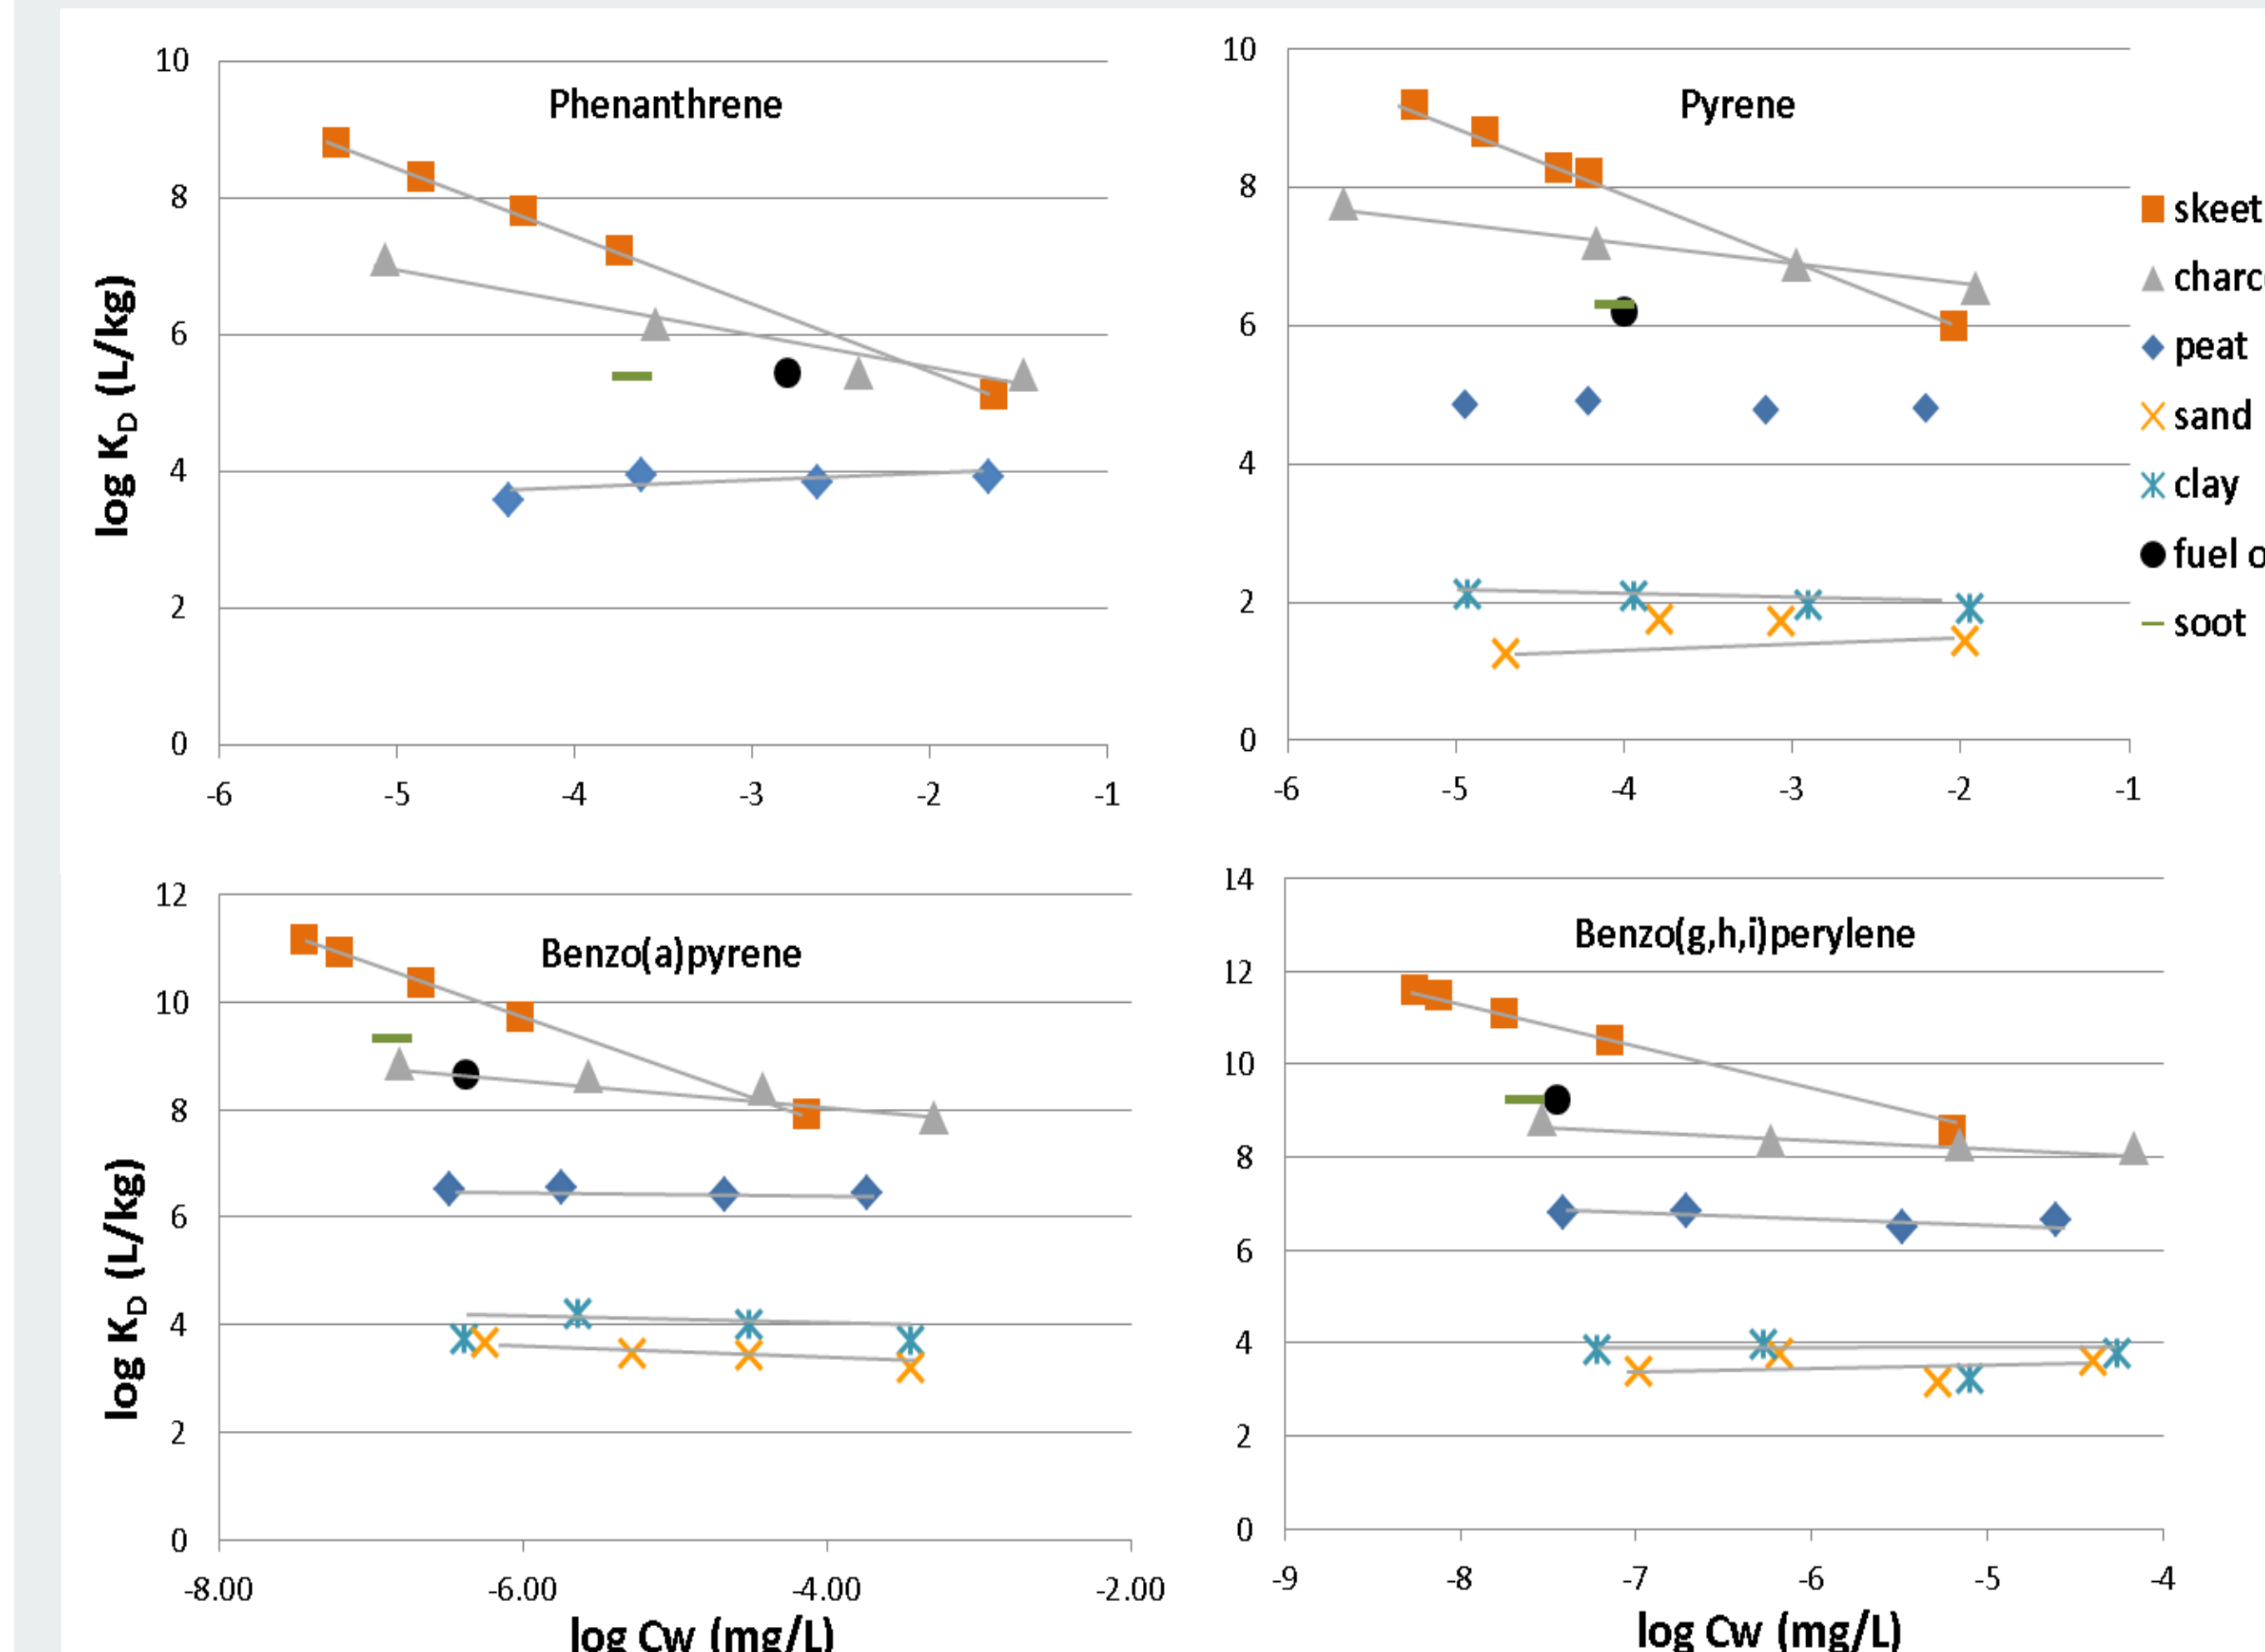 Phenanthrene
10
8
6
4
2
0
-6 -5 -4 -3 -2 -1
log K_D (L/kg)
Pyrene
10
8
6
4
2
0
-6 -5 -4 -3 -2 -1
skeet
charc
peat
sand
clay
fuel o
soot
Benzo(a)pyrene
12
10
8
6
4
2
0
-8.00 -6.00 -4.00 -2.00
log K_D (L/kg)
log Cw (mg/L)
Benzo(g,h,i)perylene
14
12
10
8
6
4
2
0
-9 -8 -7 -6 -5 -4
log Cw (mg/L)